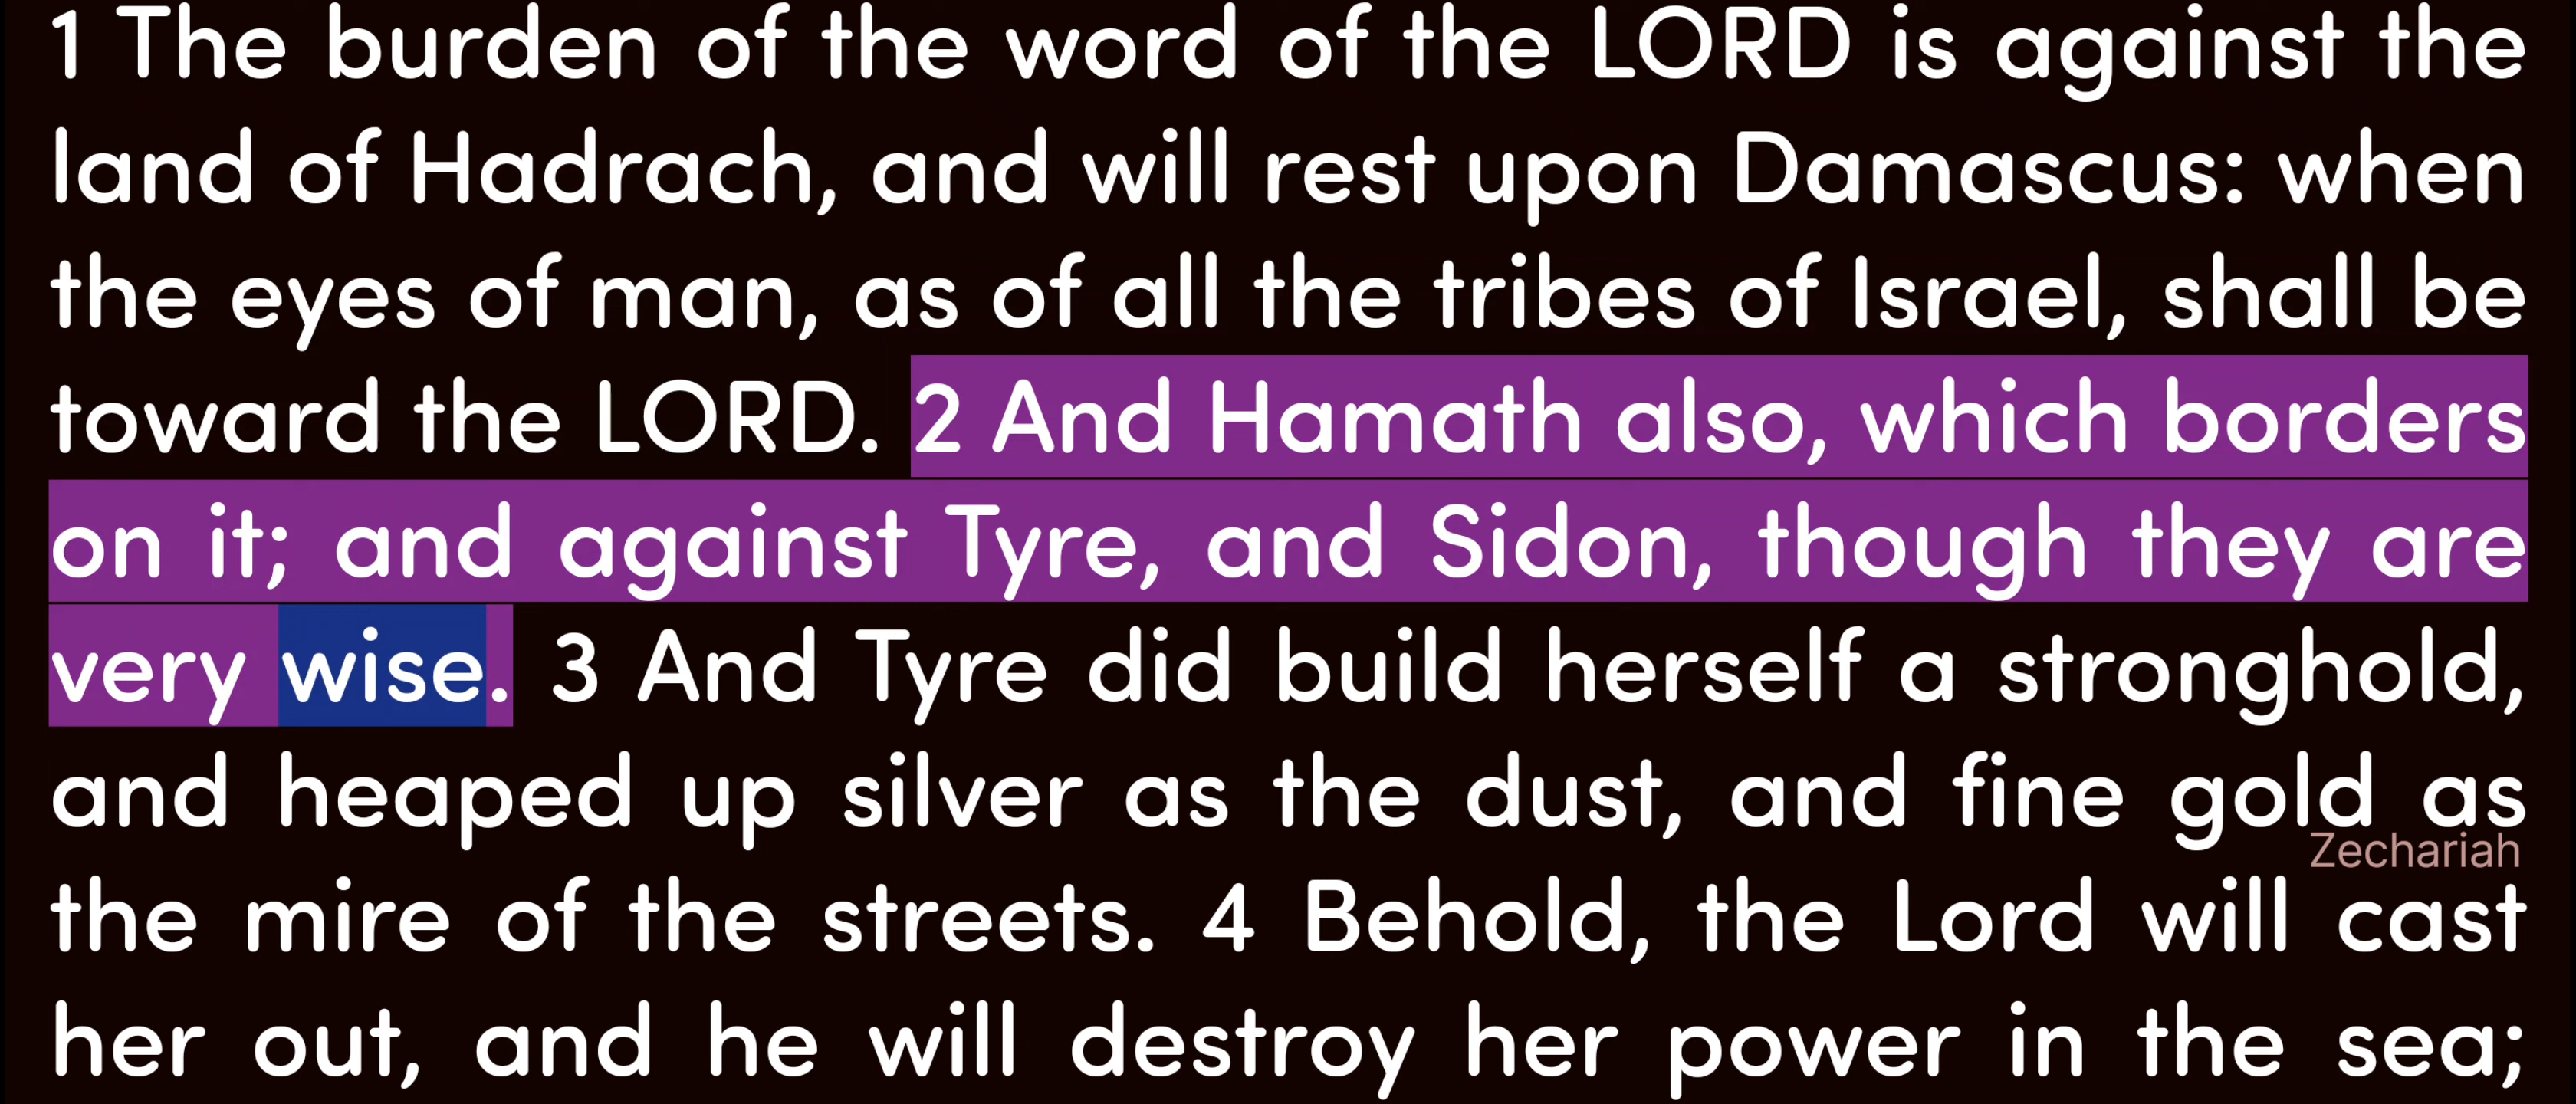 1 The burden of the word of the LORD is against the
land of Hadrach, and will rest upon Damascus: when
the eyes of man, as of all the tribes of Israel, shall be
toward the LORD. 2 And Hamath also, which borders
on it; and against Tyre, and Sidon, though they are
very wise. 3 And Tyre did build herself a stronghold,
and heaped up silver as the dust, and fine gold as
Zechariah
the mire of the streets. 4 Behold, the Lord will cast
her out, and he will destroy her power in the sea;